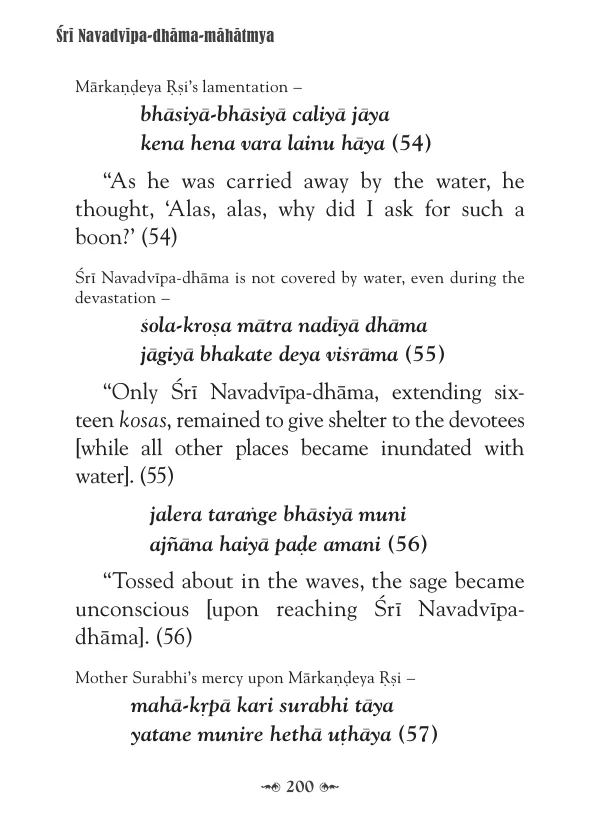 Śrī Navadvīpa-dhāma-māhātmya
Mārkaṇḍeya Ṛṣi’s lamentation –
bhāsiyā-bhāsiyā caliyā jāya
kena hena vara lainu hāya (54)
“As he was carried away by the water, he
thought, ‘Alas, alas, why did I ask for such a
boon?’ (54)
Śrī Navadvīpa-dhāma is not covered by water, even during the
devastation –
ṡola-kroṣa mātra nadīyā dhāma
jāgiyā bhakate deya viṡrāma (55)
“Only Śrī Navadvīpa-dhāma, extending six-
teen kosas, remained to give shelter to the devotees
[while all other places became inundated with
water]. (55)
jalera taraṅge bhāsiyā muni
ajñāna haiyā paḍe amani (56)
“Tossed about in the waves, the sage became
unconscious [upon reaching Śrī Navadvīpa-
dhāma]. (56)
Mother Surabhi’s mercy upon Mārkaṇḍeya Ṛṣi –
mahā-kṛpā kari surabhi tāya
yatane munire hethā uṭhāya (57)
200